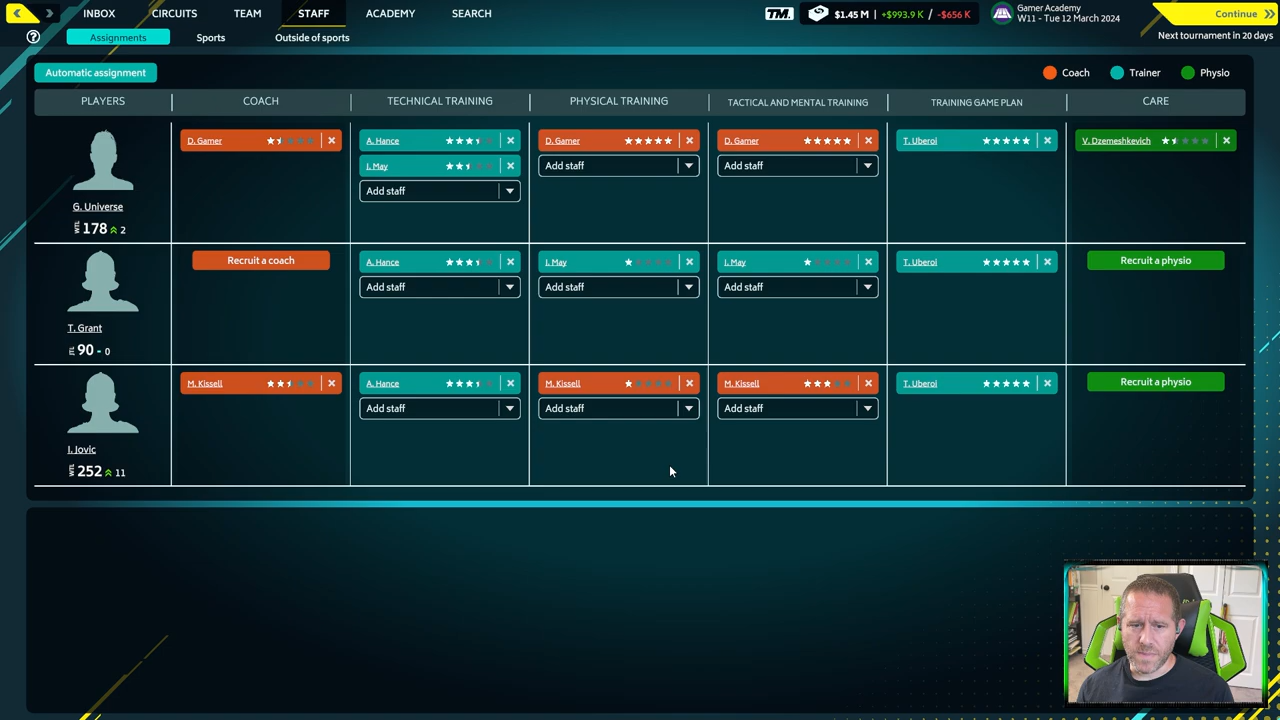 INBOX CIRCUITS TEAM STAFF ACADEMY SEARCH
TM. $1.45 M | +$993.9 K / -$656 K
Gamer Academy
W11 - Tue 12 March 2024
Continue
Next tournament in 20 days
Assignments Sports Outside of sports
Automatic assignment
Coach Trainer Physio
PLAYERS COACH TECHNICAL TRAINING PHYSICAL TRAINING TACTICAL AND MENTAL TRAINING TRAINING GAME PLAN CARE
D. Gamer A. Hance D. Gamer D. Gamer T. Uberoi V. Dzemeshkevich
I. May Add staff Add staff
Add staff
G. Universe
WTL 178 2
Recruit a coach A. Hance I. May I. May T. Uberoi Recruit a physio
Add staff Add staff Add staff
T. Grant
90 - 0
M. Kissell A. Hance M. Kissell M. Kissell T. Uberoi Recruit a physio
Add staff Add staff Add staff
I. Jovic
WTL 252 11